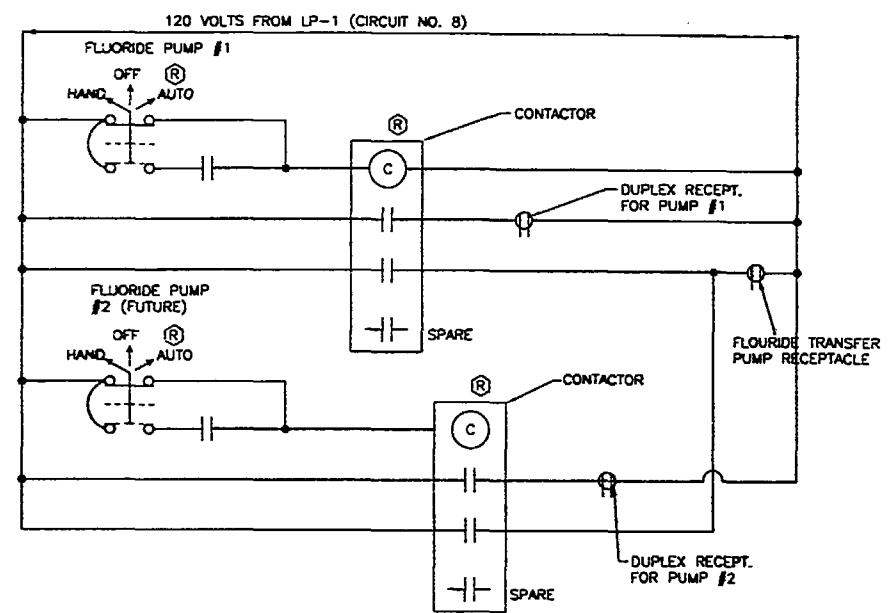 120 VOLTS FROM LP-1 (CIRCUIT NO. 8)
FLUORIDE PUMP #1
OFF
R
HAND
AUTO
R
CONTACTOR
C
DUPLEX RECEPT.
FOR PUMP #1
FLUORIDE PUMP
#2 (FUTURE)
OFF
R
HAND
AUTO
SPARE
FLOURIDE TRANSFER
PUMP RECEPTACLE
R
CONTACTOR
C
DUPLEX RECEPT.
FOR PUMP #2
SPARE